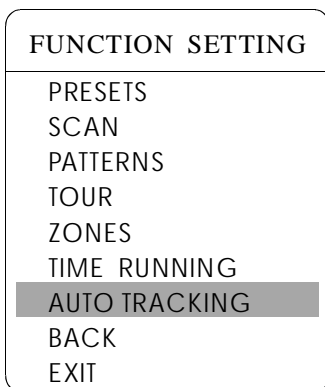 FUNCTION SETTING
PRESETS
SCAN
PATTERNS
TOUR
ZONES
TIME RUNNING
AUTO TRACKING
BACK
EXIT